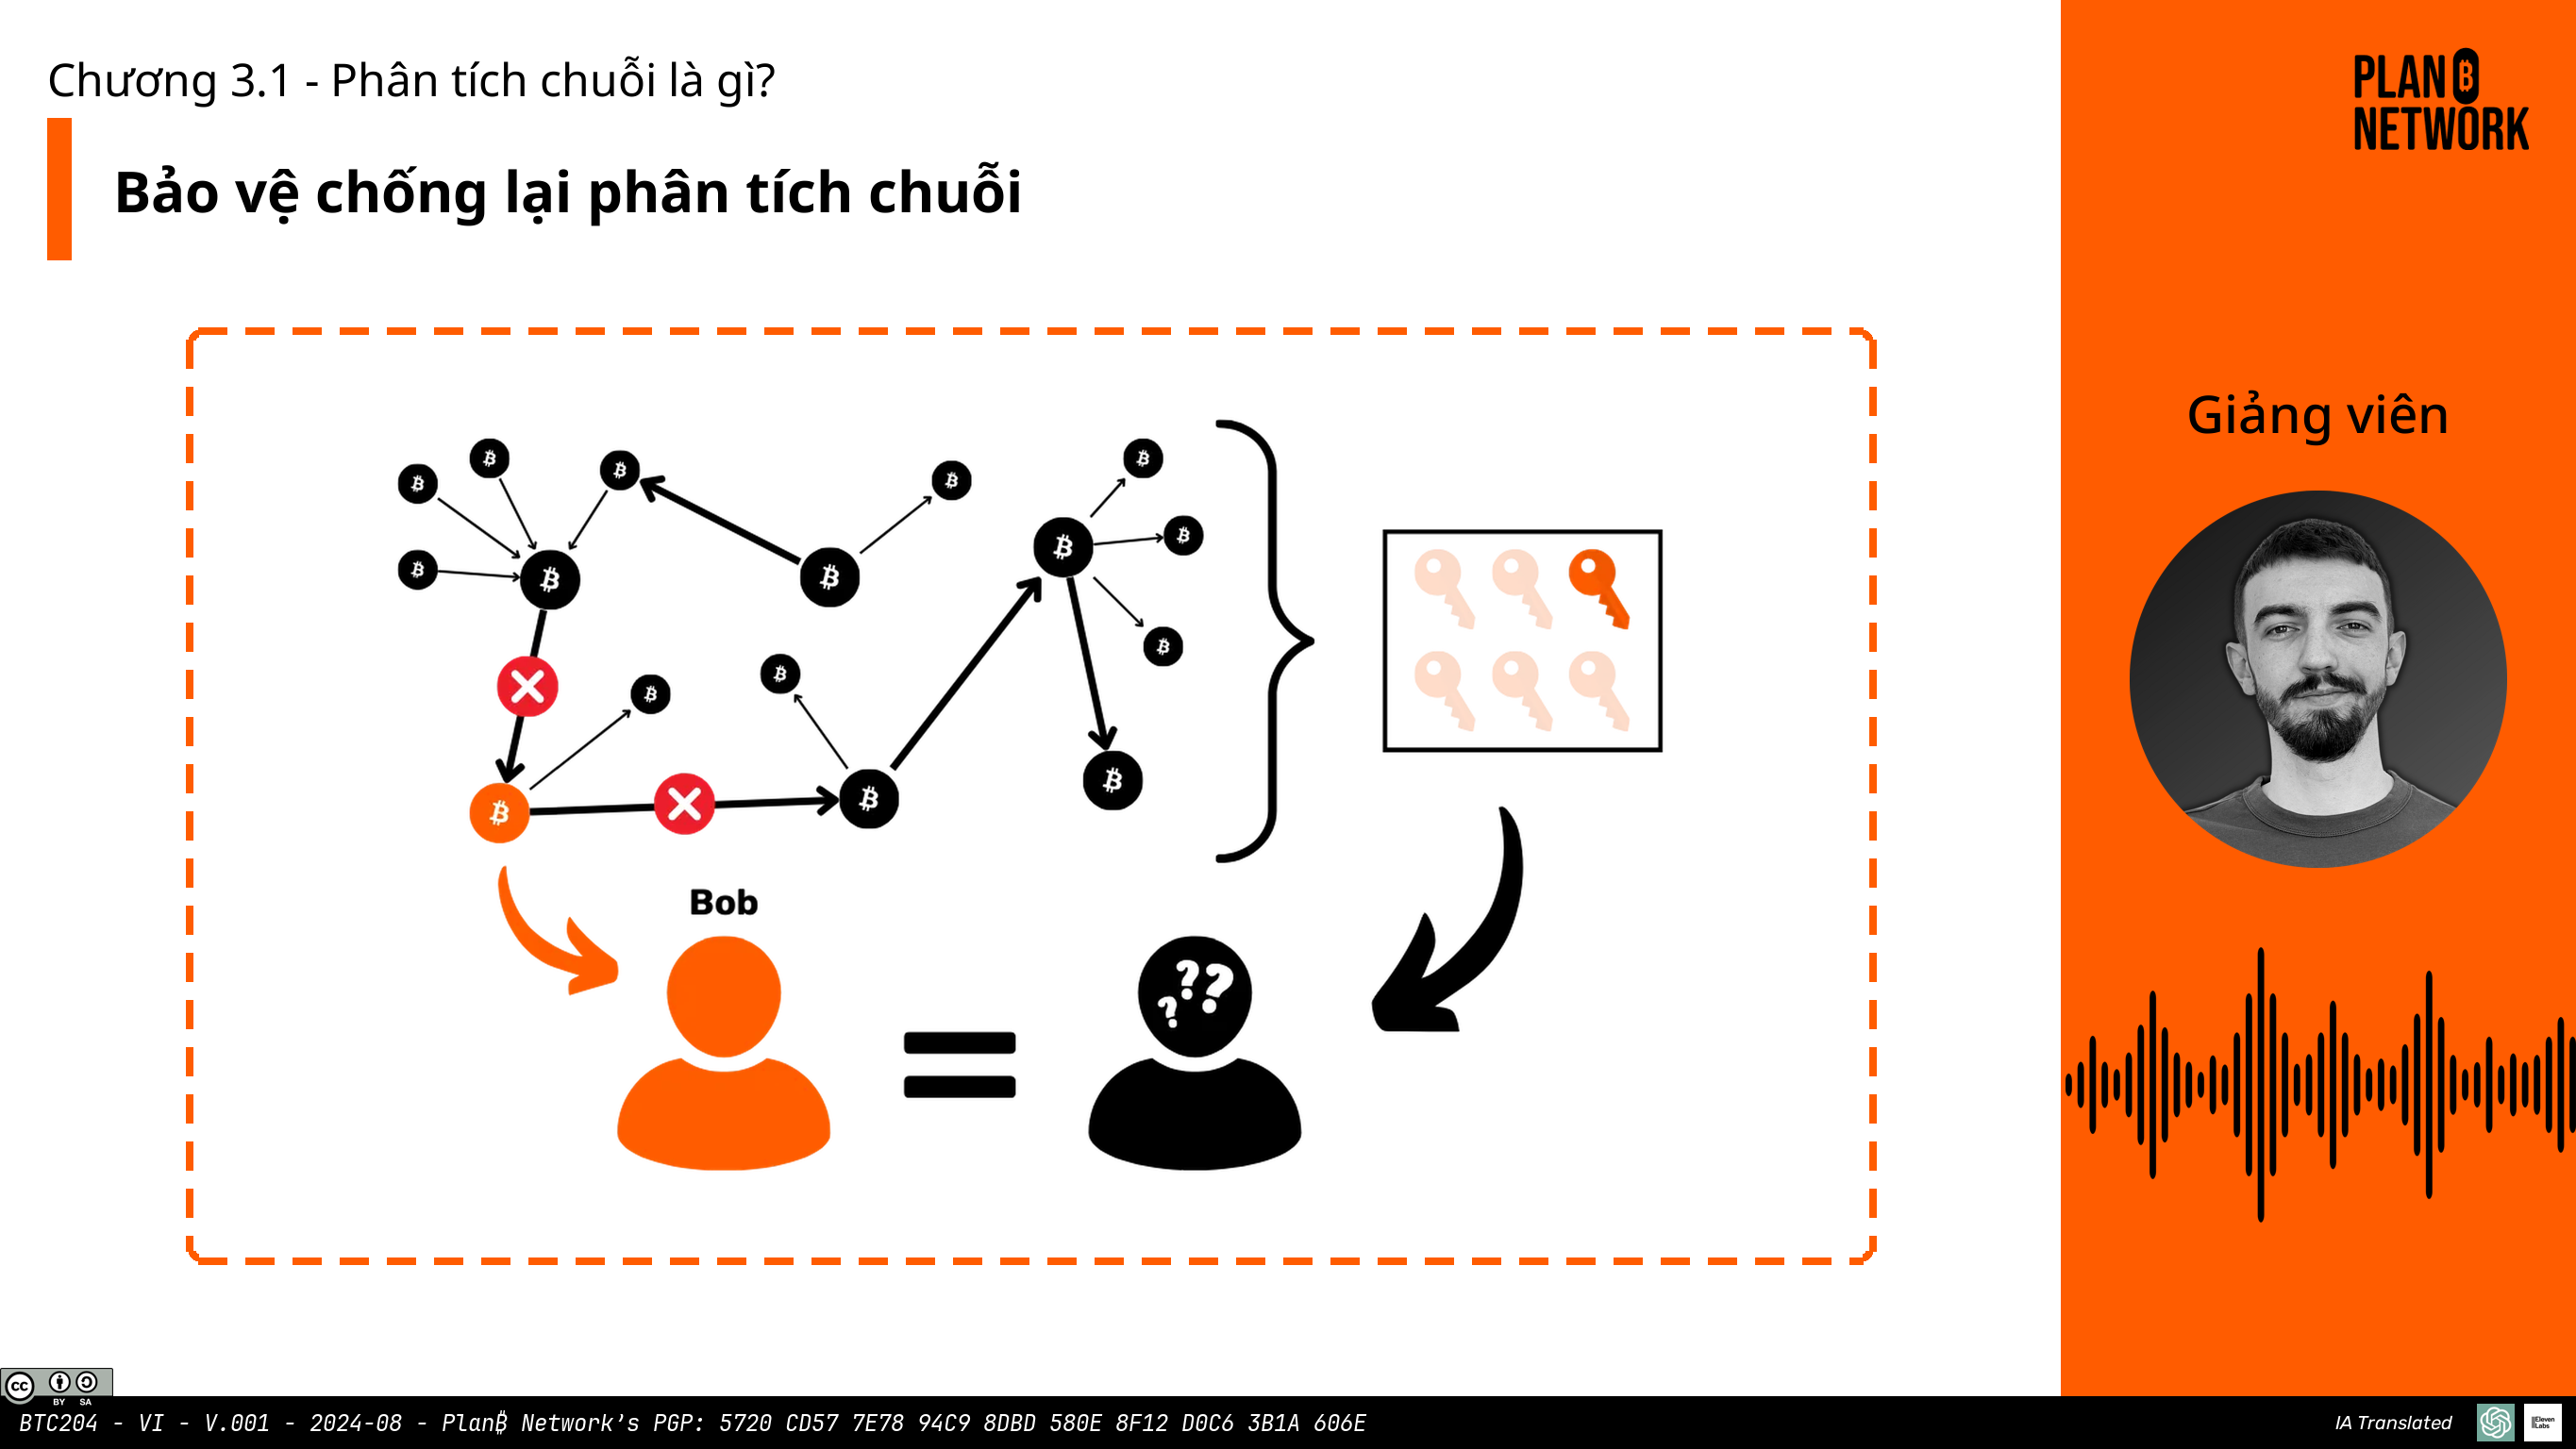 Chương 3.1 - Phân tích chuỗi là gì?
Bảo vệ chống lại phân tích chuỗi
PLAN ₿
NETWORK
Giảng viên
Bob
? ? ?
CC BY SA
BTC204 - VI - V.001 - 2024-08 - Plan₿ Network’s PGP: 5720 CD57 7E78 94C9 8DBD 580E 8F12 D0C6 3B1A 606E
IA Translated
IIElevenLabs